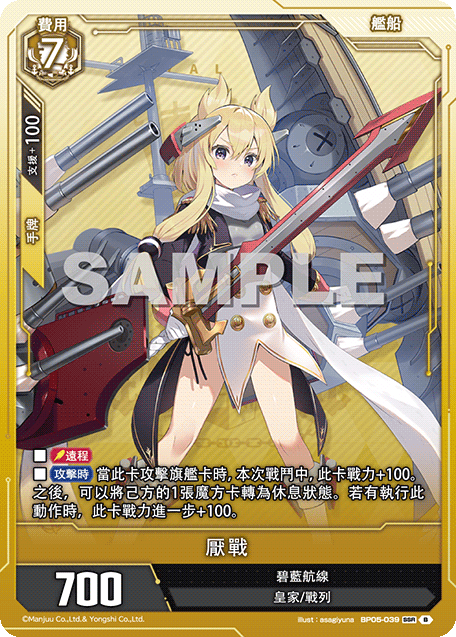 費用
7
艦船
支援+100
手牌
AL
SAMPLE
遠程
攻擊時 當此卡攻擊旗艦卡時,本次戰鬥中,此卡戰力+100。
之後,可以將己方的1張魔方卡轉為休息狀態。若有執行此
動作時,此卡戰力進一步+100。
厭戰
700
碧藍航線
皇家/戰列
©Manjuu Co.,Ltd.& Yongshi Co.,Ltd.
illust : asagiyuna BP05-039 SSR B